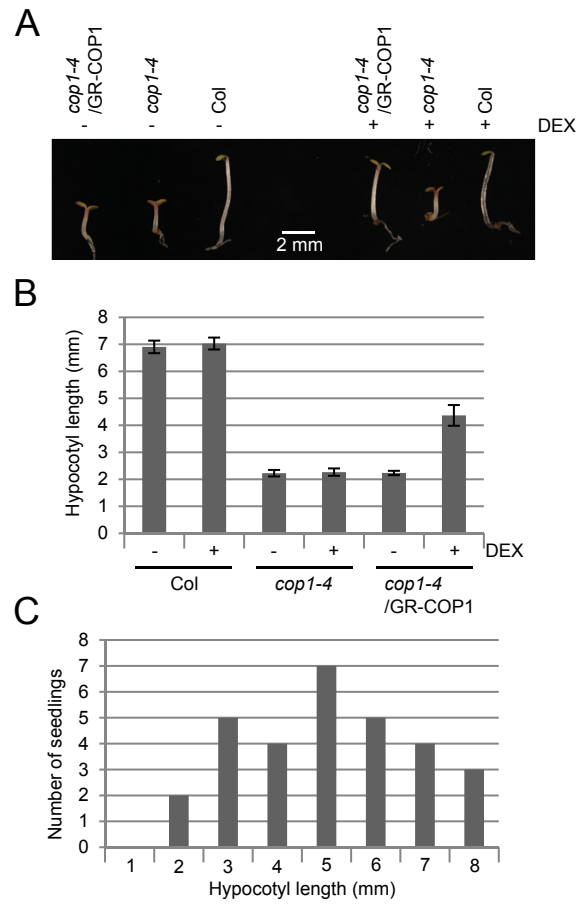 A
cop1-4
/GR-COP1
cop1-4
Col
cop1-4
/GR-COP1
cop1-4
Col
- - - + + + DEX
2 mm
B
Hypocotyl length (mm)
8
7
6
5
4
3
2
1
0
- + - + - + DEX
Col cop1-4 cop1-4
/GR-COP1
C
Number of seedlings
8
7
6
5
4
3
2
1
0
1 2 3 4 5 6 7 8
Hypocotyl length (mm)